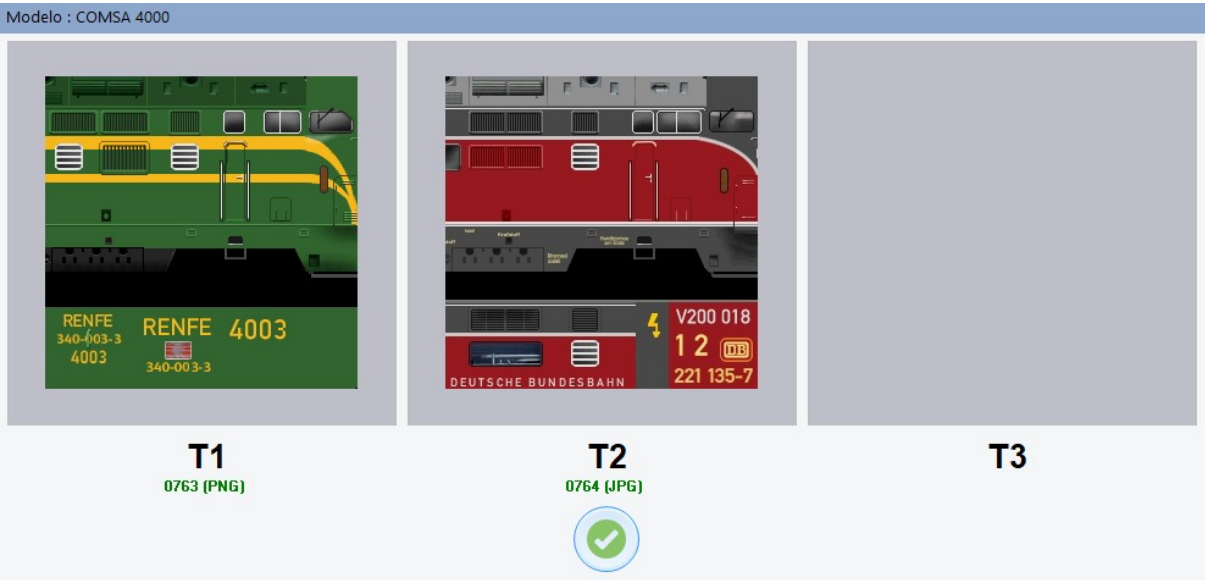 Modelo : COMSA 4000
RENFE
340-003-3
4003
RENFE 4003
340-003-3
Kraftstoff
V200 018
1 2 DB
221 135-7
DEUTSCHE BUNDESBAHN
T1
0763 (PNG)
T2
0764 (JPG)
T3